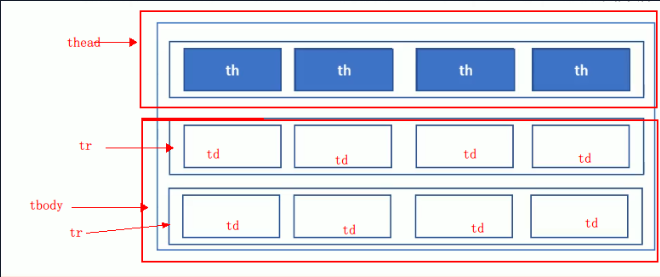 thead
th th th th
tr
td td td td
tbody
tr
td td td td